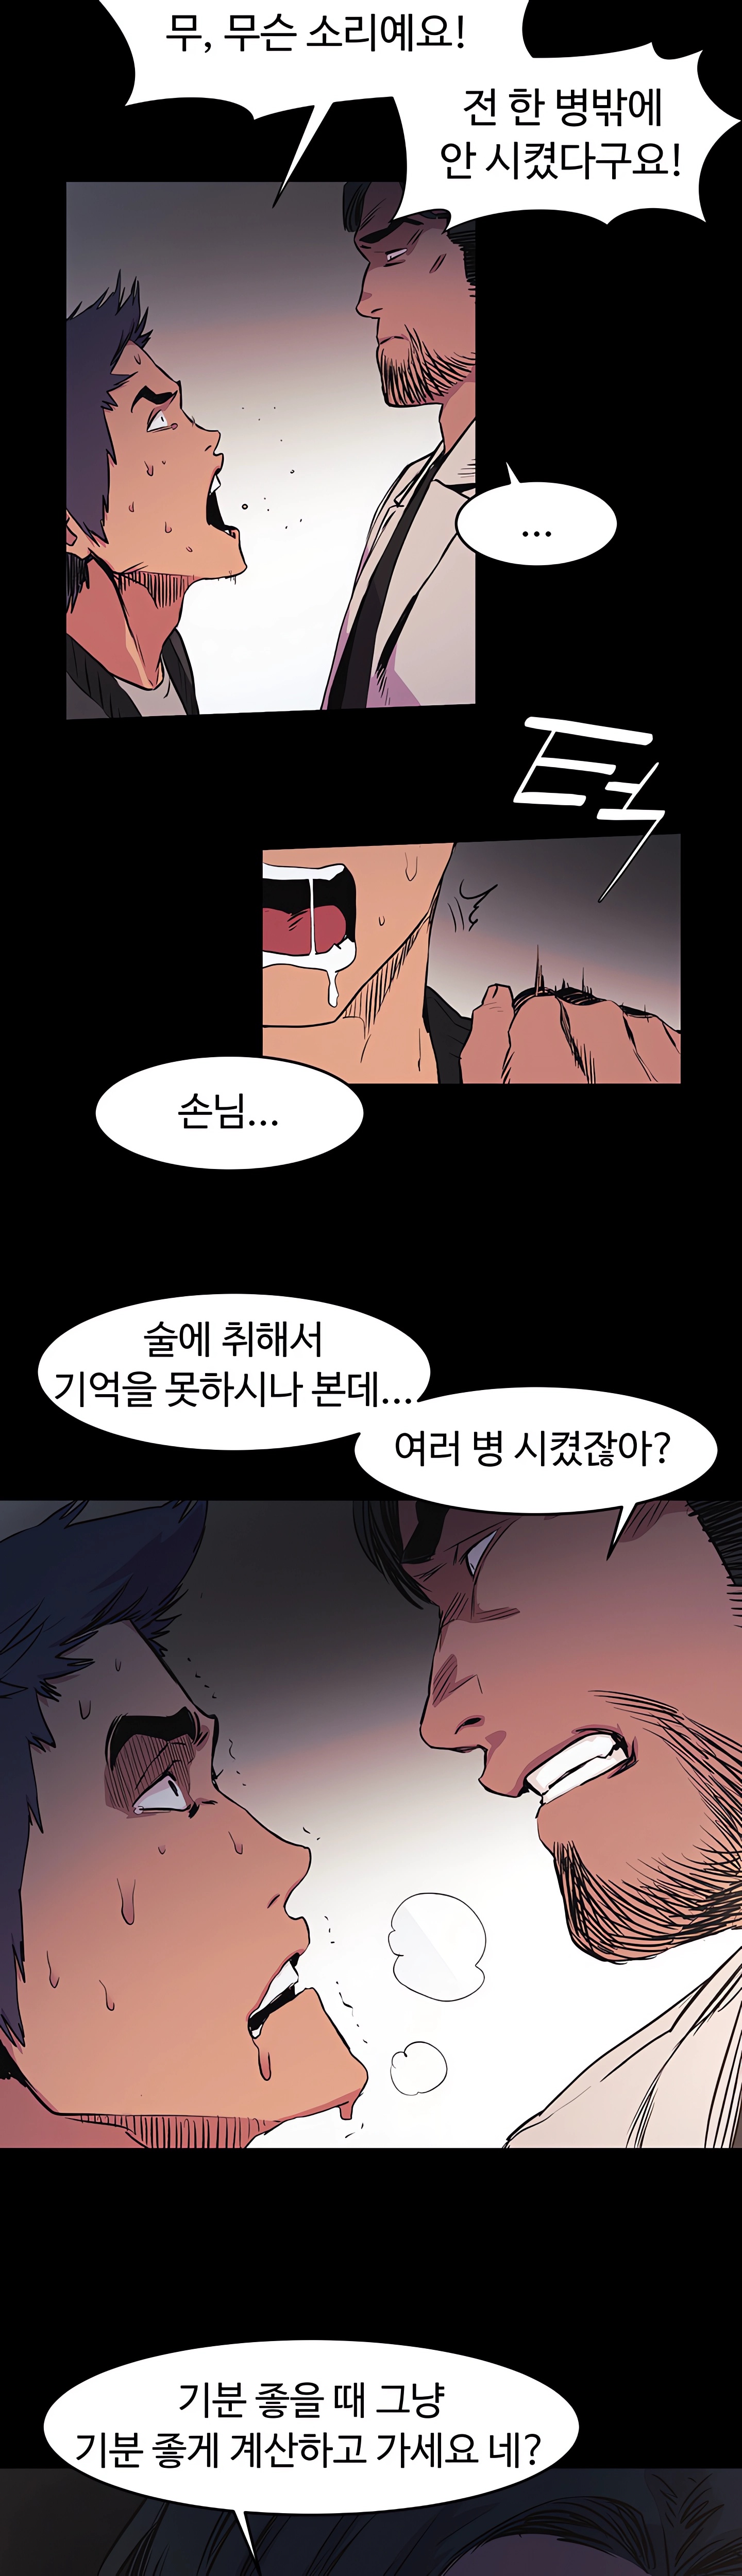 무, 무슨 소리예요!
전 한 병밖에
안 시켰다구요!
...
턱
손님...
술에 취해서
기억을 못하시나 본데...
여러 병 시켰잖아?
기분 좋을 때 그냥
기분 좋게 계산하고 가세요 네?